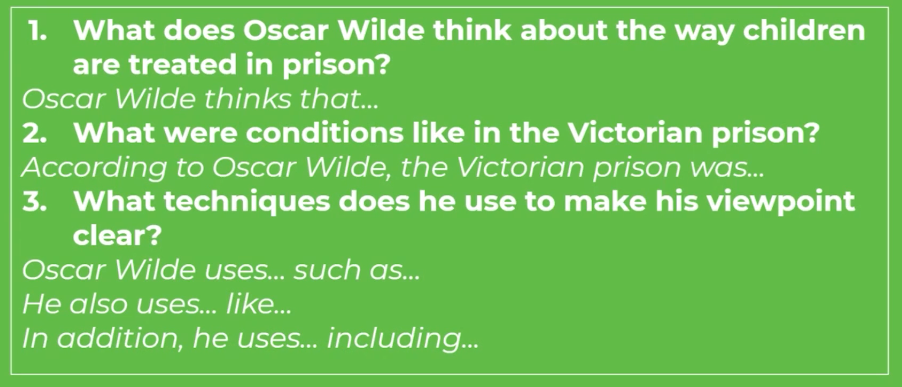 1. What does Oscar Wilde think about the way children
are treated in prison?
Oscar Wilde thinks that...
2. What were conditions like in the Victorian prison?
According to Oscar Wilde, the Victorian prison was...
3. What techniques does he use to make his viewpoint
clear?
Oscar Wilde uses... such as...
He also uses... like...
In addition, he uses... including...